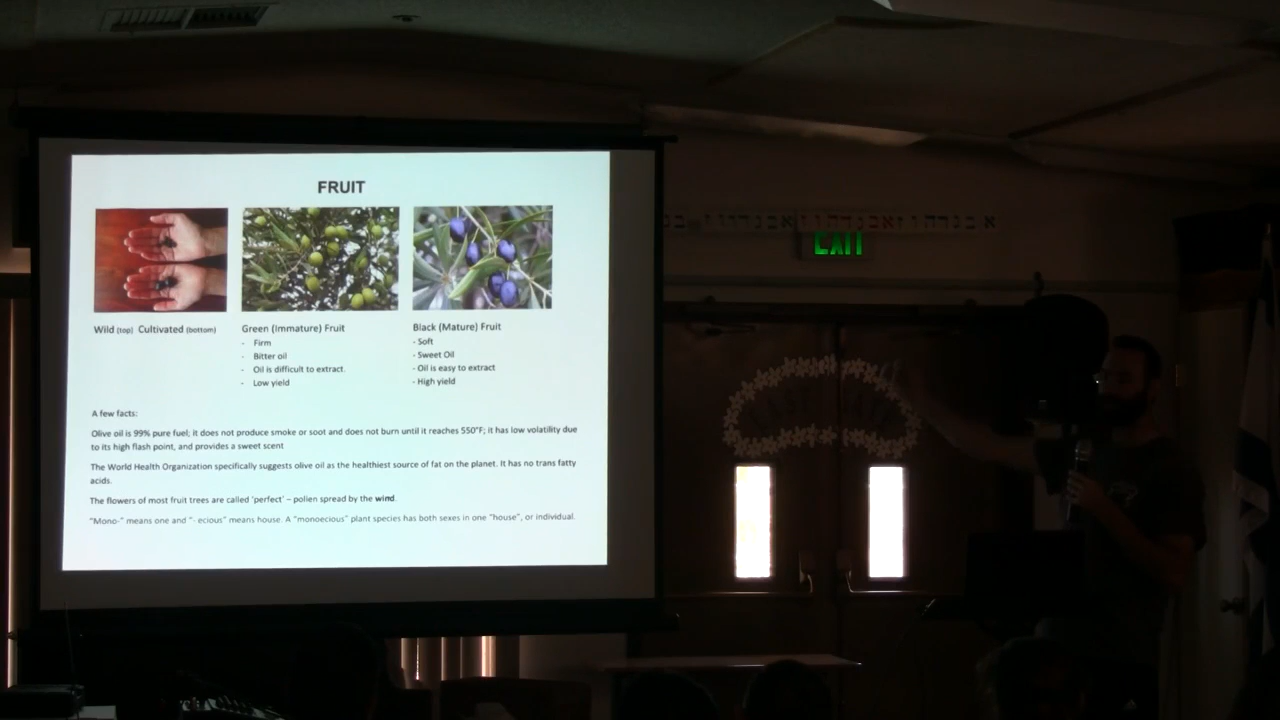 FRUIT
Wild (top) Cultivated (bottom)
Green (Immature) Fruit
- Firm
- Bitter oil
- Oil is difficult to extract.
- Low yield
Black (Mature) Fruit
- Soft
- Sweet Oil
- Oil is easy to extract
- High yield
A few facts:
Olive oil is 99% pure fuel; it does not produce smoke or soot and does not burn until it reaches 550°F; it has low volatility due
to its high flash point, and provides a sweet scent
The World Health Organization specifically suggests olive oil as the healthiest source of fat on the planet. It has no trans fatty
acids.
The flowers of most fruit trees are called 'perfect' – pollen spread by the wind.
"Mono-" means one and "- ecious" means house. A "monoecious" plant species has both sexes in one "house", or individual.
EXIT